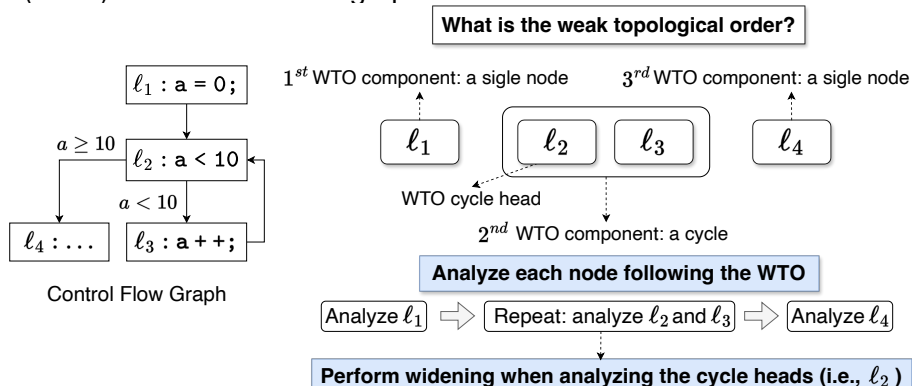 What is the weak topological order?
1st WTO component: a sigle node
3rd WTO component: a sigle node
ℓ1 : a = 0;
a ≥ 10
ℓ2 : a < 10
a < 10
ℓ4 : ...
ℓ3 : a + +;
Control Flow Graph
ℓ1
ℓ2
ℓ3
ℓ4
WTO cycle head
2nd WTO component: a cycle
Analyze each node following the WTO
Analyze ℓ1
Repeat: analyze ℓ2 and ℓ3
Analyze ℓ4
Perform widening when analyzing the cycle heads (i.e., ℓ2 )